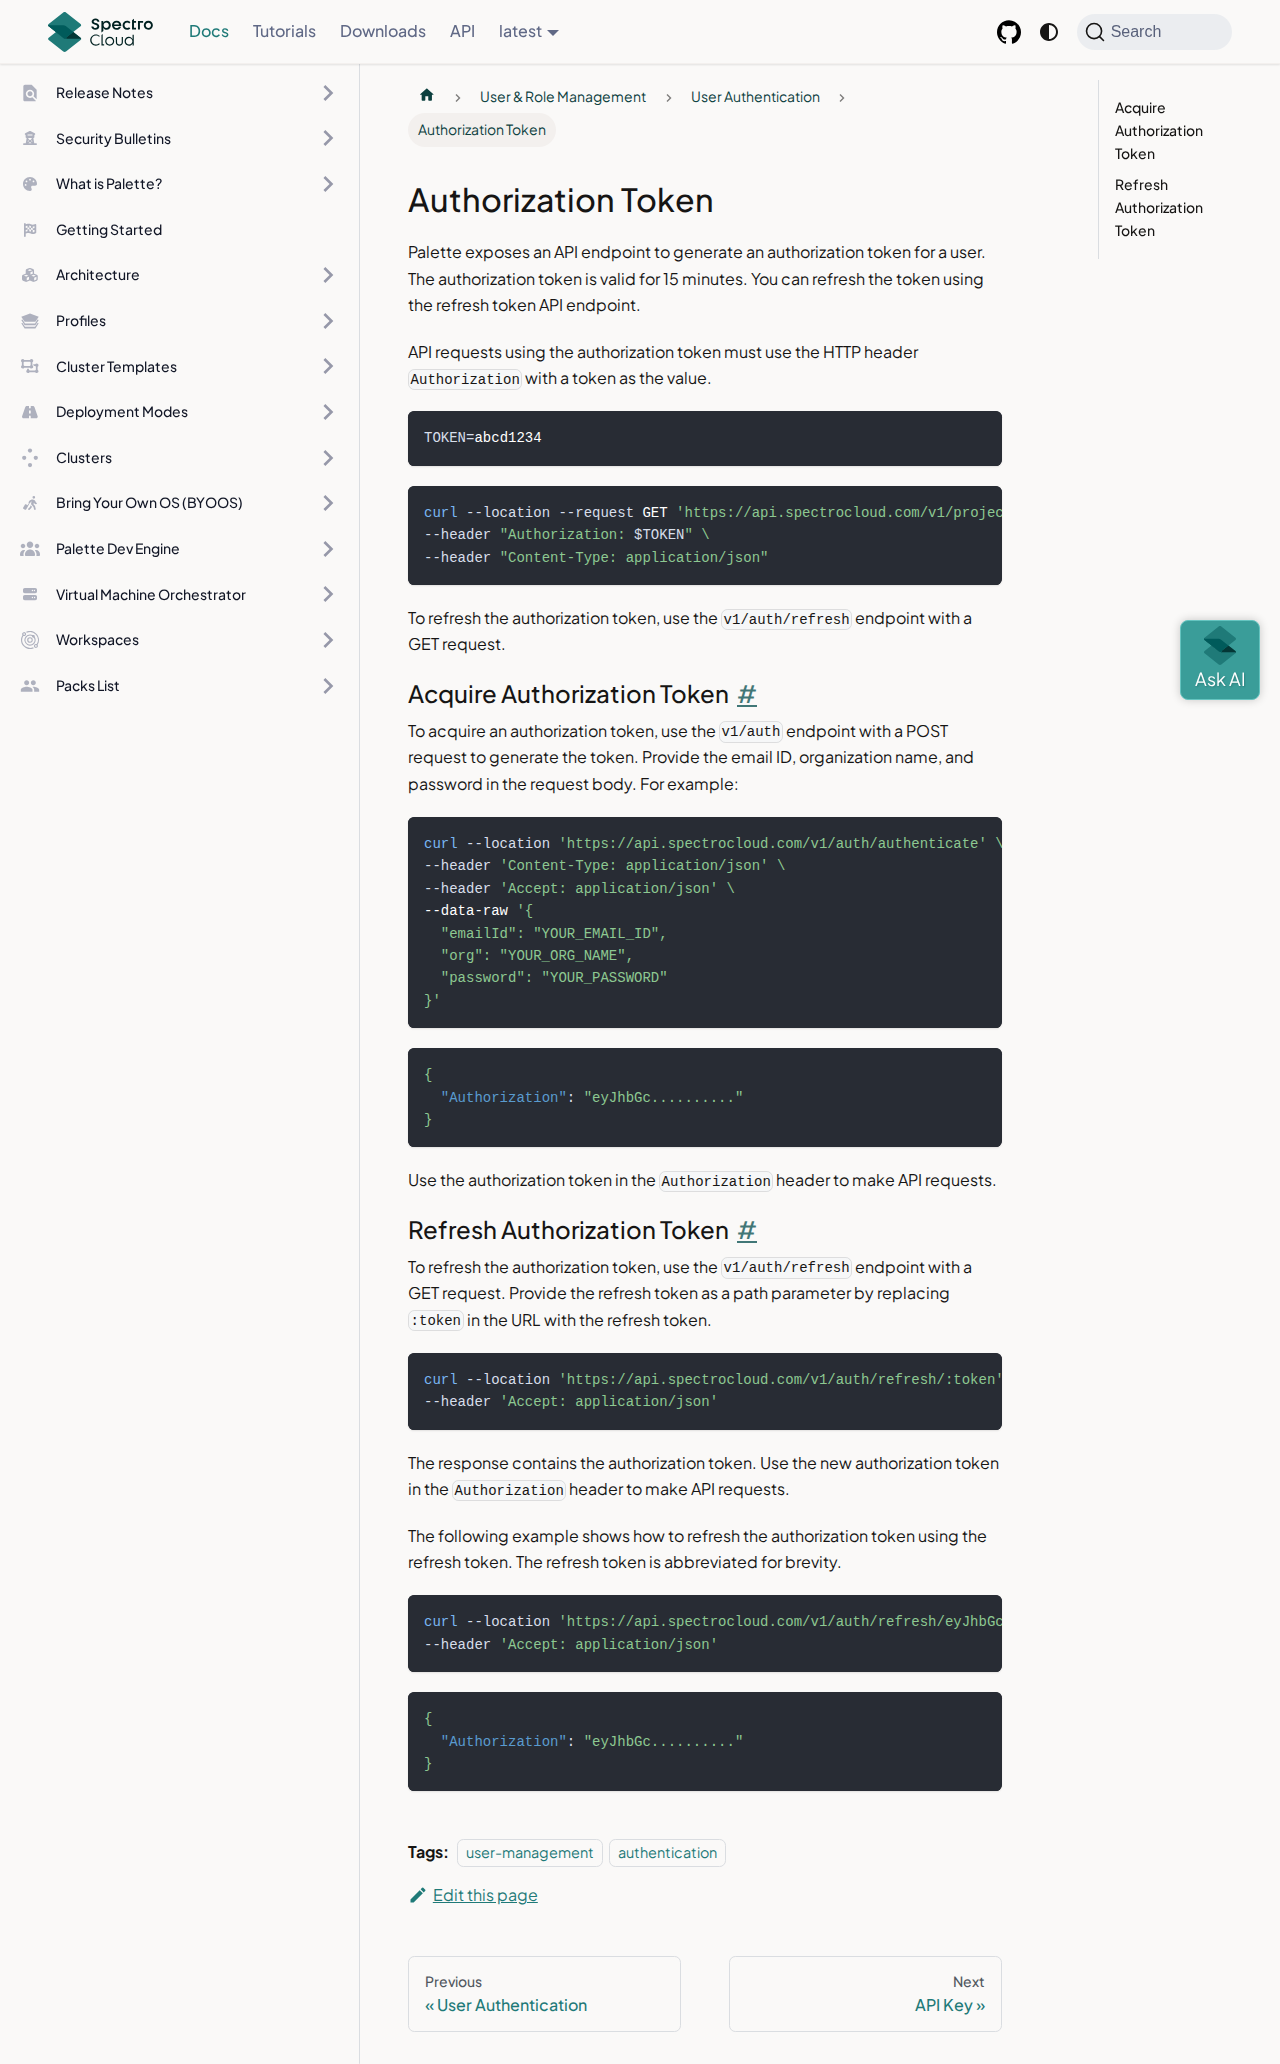 Spectro
Cloud
Docs
Tutorials
Downloads
API
latest
Search
Release Notes
Security Bulletins
What is Palette?
Getting Started
Architecture
Profiles
Cluster Templates
Deployment Modes
Clusters
Bring Your Own OS (BYOOS)
Palette Dev Engine
Virtual Machine Orchestrator
Workspaces
Packs List
User & Role Management
User Authentication
Authorization Token
Authorization Token
Palette exposes an API endpoint to generate an authorization token for a user.
The authorization token is valid for 15 minutes. You can refresh the token using
the refresh token API endpoint.
API requests using the authorization token must use the HTTP header
Authorization with a token as the value.
TOKEN=abcd1234
curl --location --request GET 'https://api.spectrocloud.com/v1/projec
--header "Authorization: $TOKEN" \
--header "Content-Type: application/json"
To refresh the authorization token, use the v1/auth/refresh endpoint with a
GET request.
Acquire Authorization Token #
To acquire an authorization token, use the v1/auth endpoint with a POST
request to generate the token. Provide the email ID, organization name, and
password in the request body. For example:
curl --location 'https://api.spectrocloud.com/v1/auth/authenticate' \
--header 'Content-Type: application/json' \
--header 'Accept: application/json' \
--data-raw '{
"emailId": "YOUR_EMAIL_ID",
"org": "YOUR_ORG_NAME",
"password": "YOUR_PASSWORD"
}'
{
"Authorization": "eyJhbGc.........."
}
Use the authorization token in the Authorization header to make API requests.
Refresh Authorization Token #
To refresh the authorization token, use the v1/auth/refresh endpoint with a
GET request. Provide the refresh token as a path parameter by replacing
:token in the URL with the refresh token.
curl --location 'https://api.spectrocloud.com/v1/auth/refresh/:token'
--header 'Accept: application/json'
The response contains the authorization token. Use the new authorization token
in the Authorization header to make API requests.
The following example shows how to refresh the authorization token using the
refresh token. The refresh token is abbreviated for brevity.
curl --location 'https://api.spectrocloud.com/v1/auth/refresh/eyJhbGc
--header 'Accept: application/json'
{
"Authorization": "eyJhbGc.........."
}
Tags: user-management authentication
Edit this page
Previous
« User Authentication
Next
API Key »
Acquire
Authorization
Token
Refresh
Authorization
Token
Ask AI